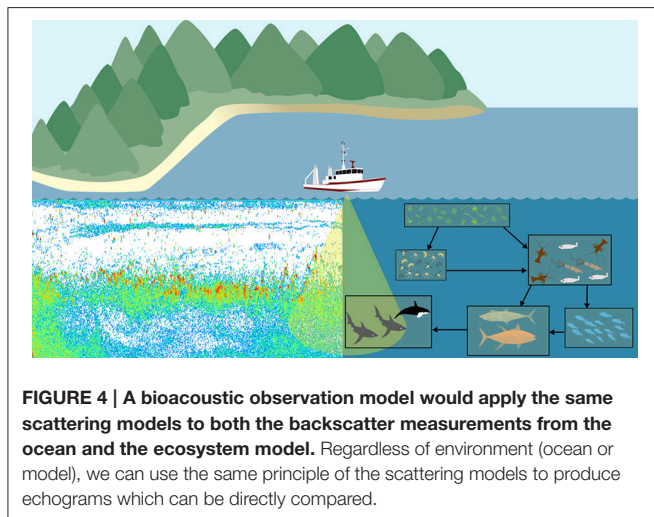 FIGURE 4 | A bioacoustic observation model would apply the same
scattering models to both the backscatter measurements from the
ocean and the ecosystem model. Regardless of environment (ocean or
model), we can use the same principle of the scattering models to produce
echograms which can be directly compared.